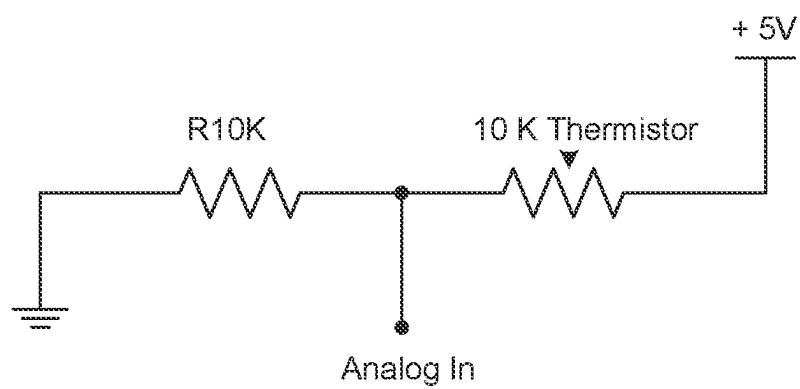 + 5V
R10K
10 K Thermistor
Analog In